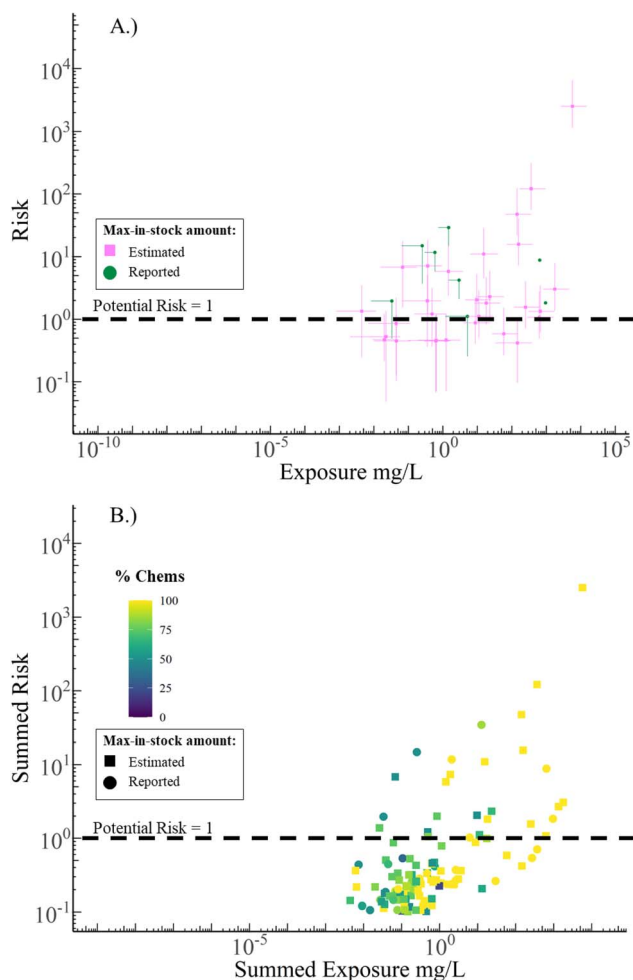 A.)
10^4
10^3
10^2
10^1
10^0
10^-1
Risk
Max-in-stock amount:
Estimated
Reported
Potential Risk = 1
10^-10
10^-5
10^0
10^5
Exposure mg/L
B.)
10^4
10^3
10^2
10^1
10^0
10^-1
Summed Risk
% Chems
100
75
50
25
0
Max-in-stock amount:
Estimated
Reported
Potential Risk = 1
10^-5
10^0
10^5
Summed Exposure mg/L